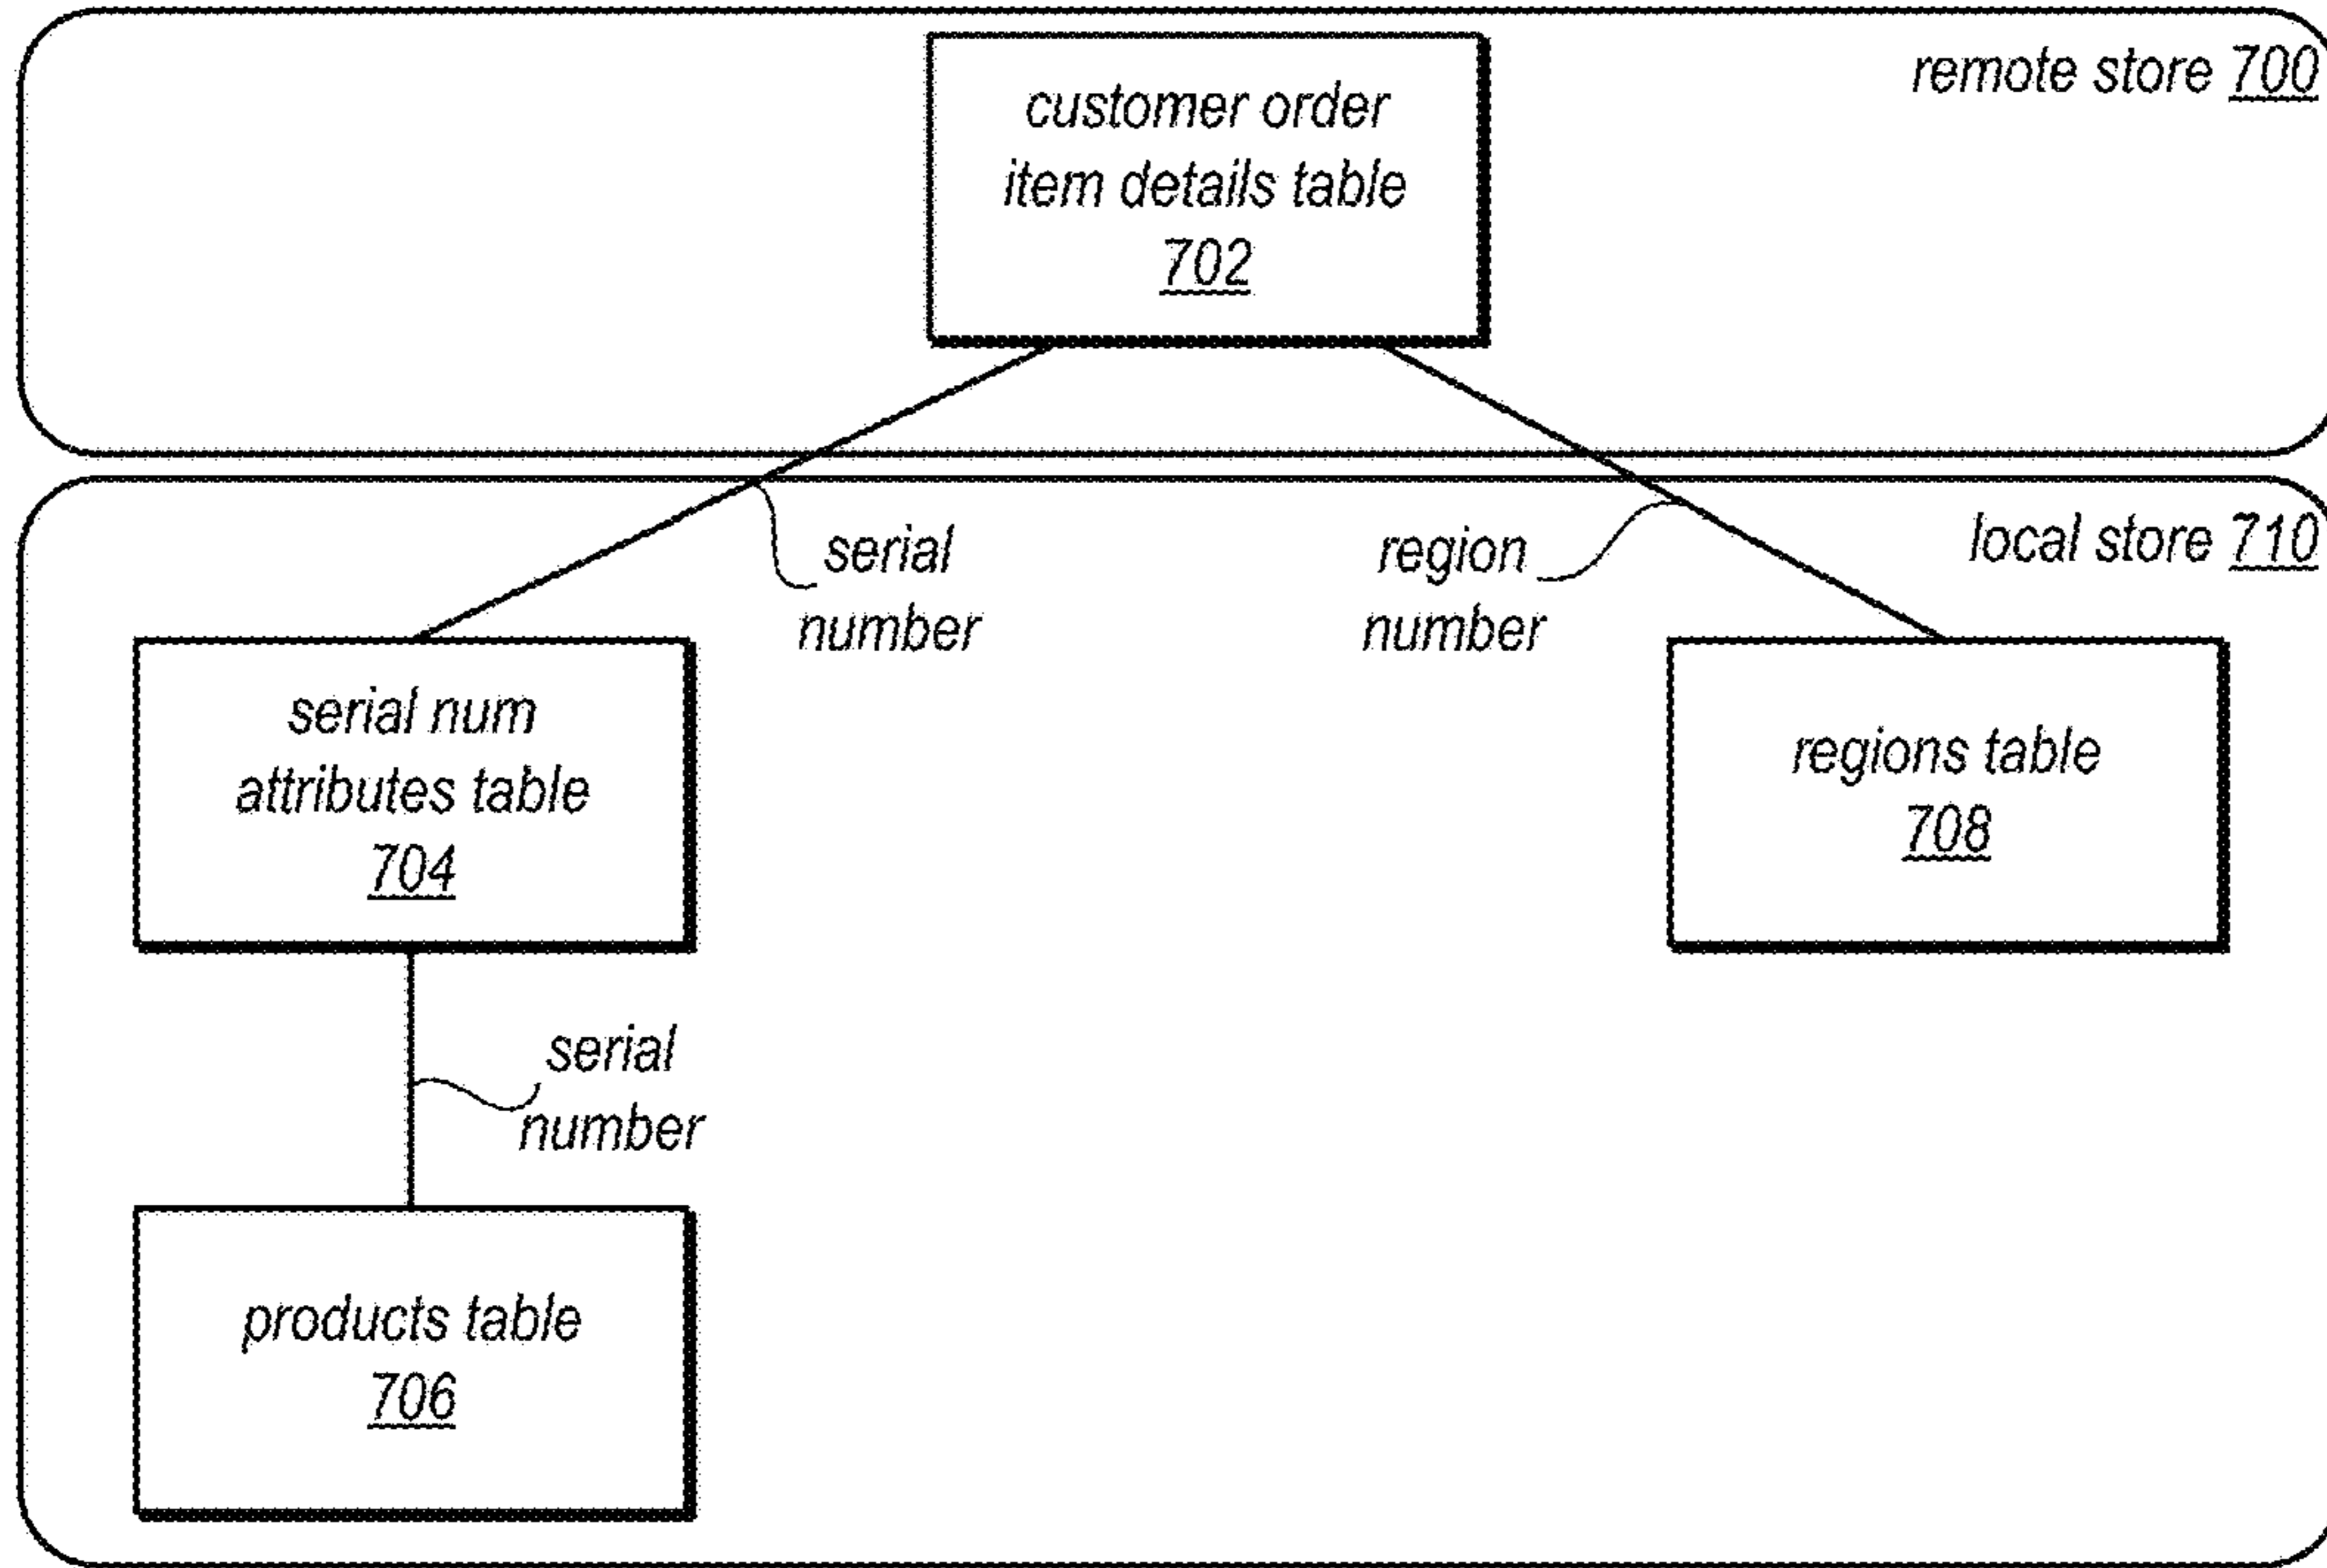 remote store 700
customer order
item details table
702
local store 710
serial
number
region
number
serial num
attributes table
704
regions table
708
serial
number
products table
706